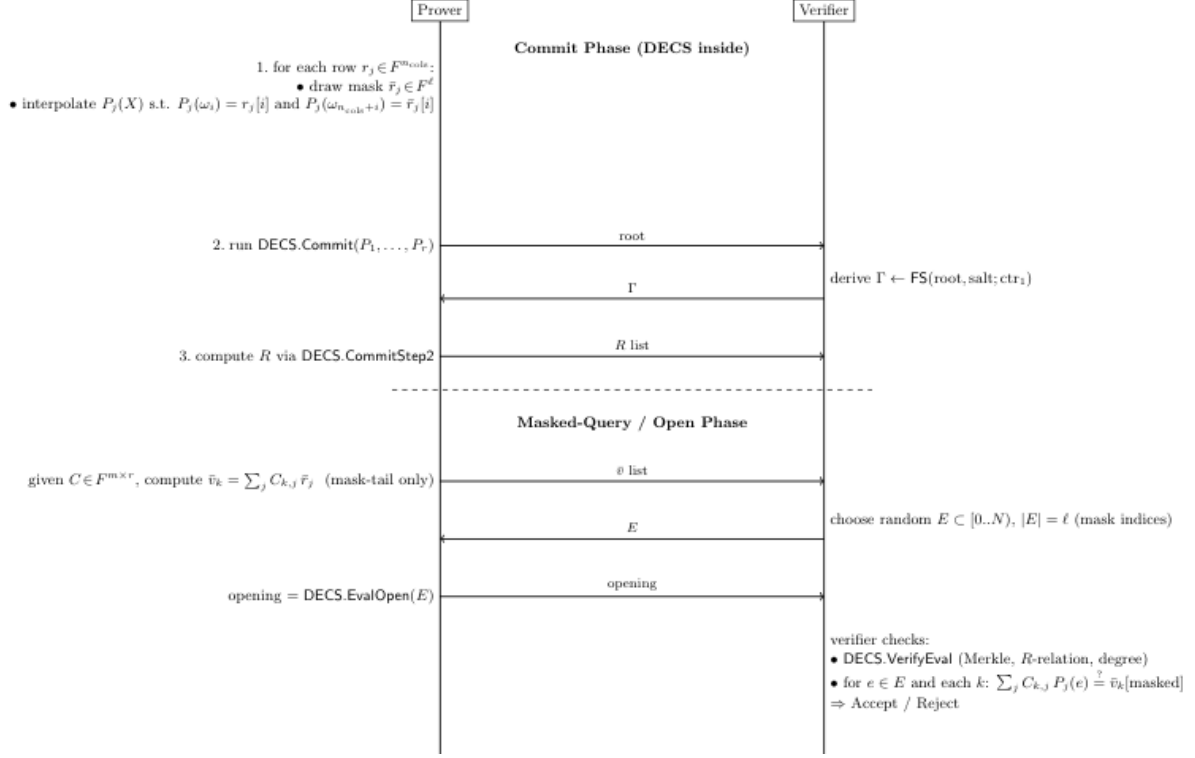 Prover Verifier
Commit Phase (DECS inside)
1. for each row r_j ∈ F^{n_cols}:
• draw mask r̄_j ∈ F^ℓ
• interpolate P_j(X) s.t. P_j(ω_i) = r_j[i] and P_j(ω_{n_cols+i}) = r̄_j[i]
2. run DECS.Commit(P_1, . . . , P_r)
root
derive Γ ← FS(root, salt; ctr_1)
Γ
3. compute R via DECS.CommitStep2
R list
Masked-Query / Open Phase
given C ∈ F^{m×r}, compute v̄_k = ∑_j C_{k,j} r̄_j (mask-tail only)
v̄ list
choose random E ⊂ [0..N), |E| = ℓ (mask indices)
E
opening = DECS.EvalOpen(E)
opening
verifier checks:
• DECS.VerifyEval (Merkle, R-relation, degree)
• for e ∈ E and each k: ∑_j C_{k,j} P_j(e) ≟ v̄_k[masked]
⇒ Accept / Reject